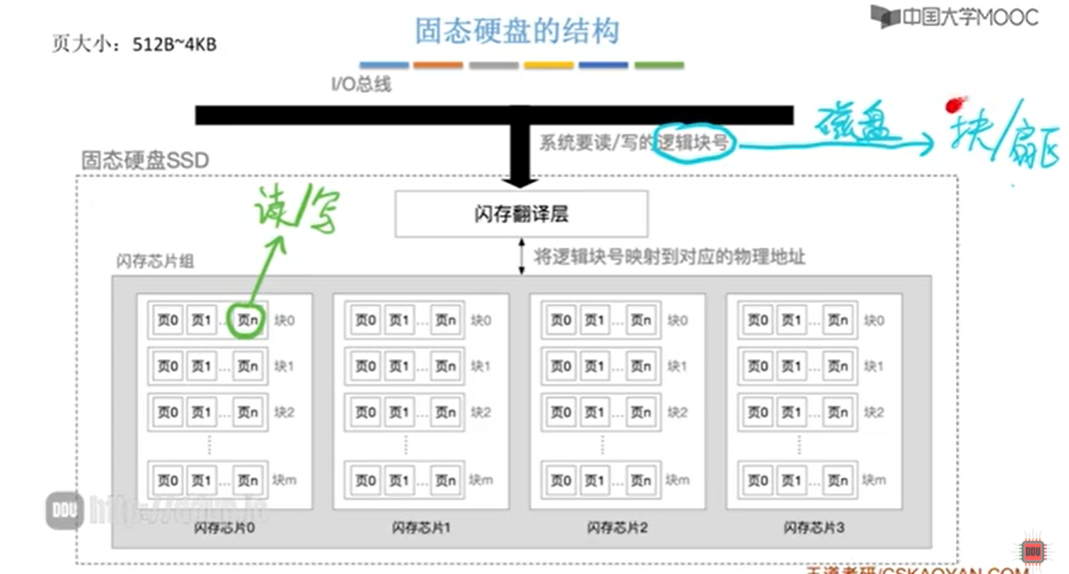 中国大学MOOC
固态硬盘的结构
页大小：512B~4KB
I/O总线
系统要读/写的逻辑块号
磁盘
块/扇区
固态硬盘SSD
读/写
闪存翻译层
将逻辑块号映射到对应的物理地址
闪存芯片组
页0 页1 ... 页n 块0 页0 页1 ... 页n 块0 页0 页1 ... 页n 块0 页0 页1 ... 页n 块0
页0 页1 ... 页n 块1 页0 页1 ... 页n 块1 页0 页1 ... 页n 块1 页0 页1 ... 页n 块1
页0 页1 ... 页n 块2 页0 页1 ... 页n 块2 页0 页1 ... 页n 块2 页0 页1 ... 页n 块2
页0 页1 ... 页n 块m 页0 页1 ... 页n 块m 页0 页1 ... 页n 块m 页0 页1 ... 页n 块m
DDU
闪存芯片0 闪存芯片1 闪存芯片2 闪存芯片3
DDU
王道考研/CSKAOYAN.COM